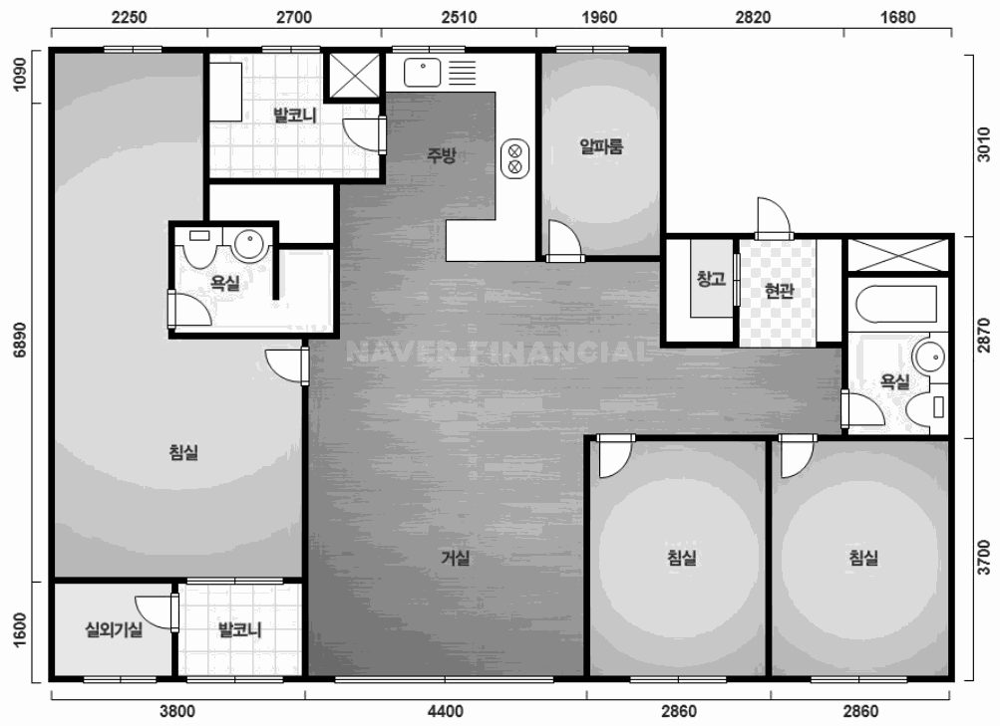 2250 2700 2510 1960 2820 1680
1090
3010
발코니
주방
알파룸
욕실
창고
현관
6890
2870
NAVER FINANCIAL
욕실
침실
거실
침실
침실
3700
1600
실외기실
발코니
3800 4400 2860 2860